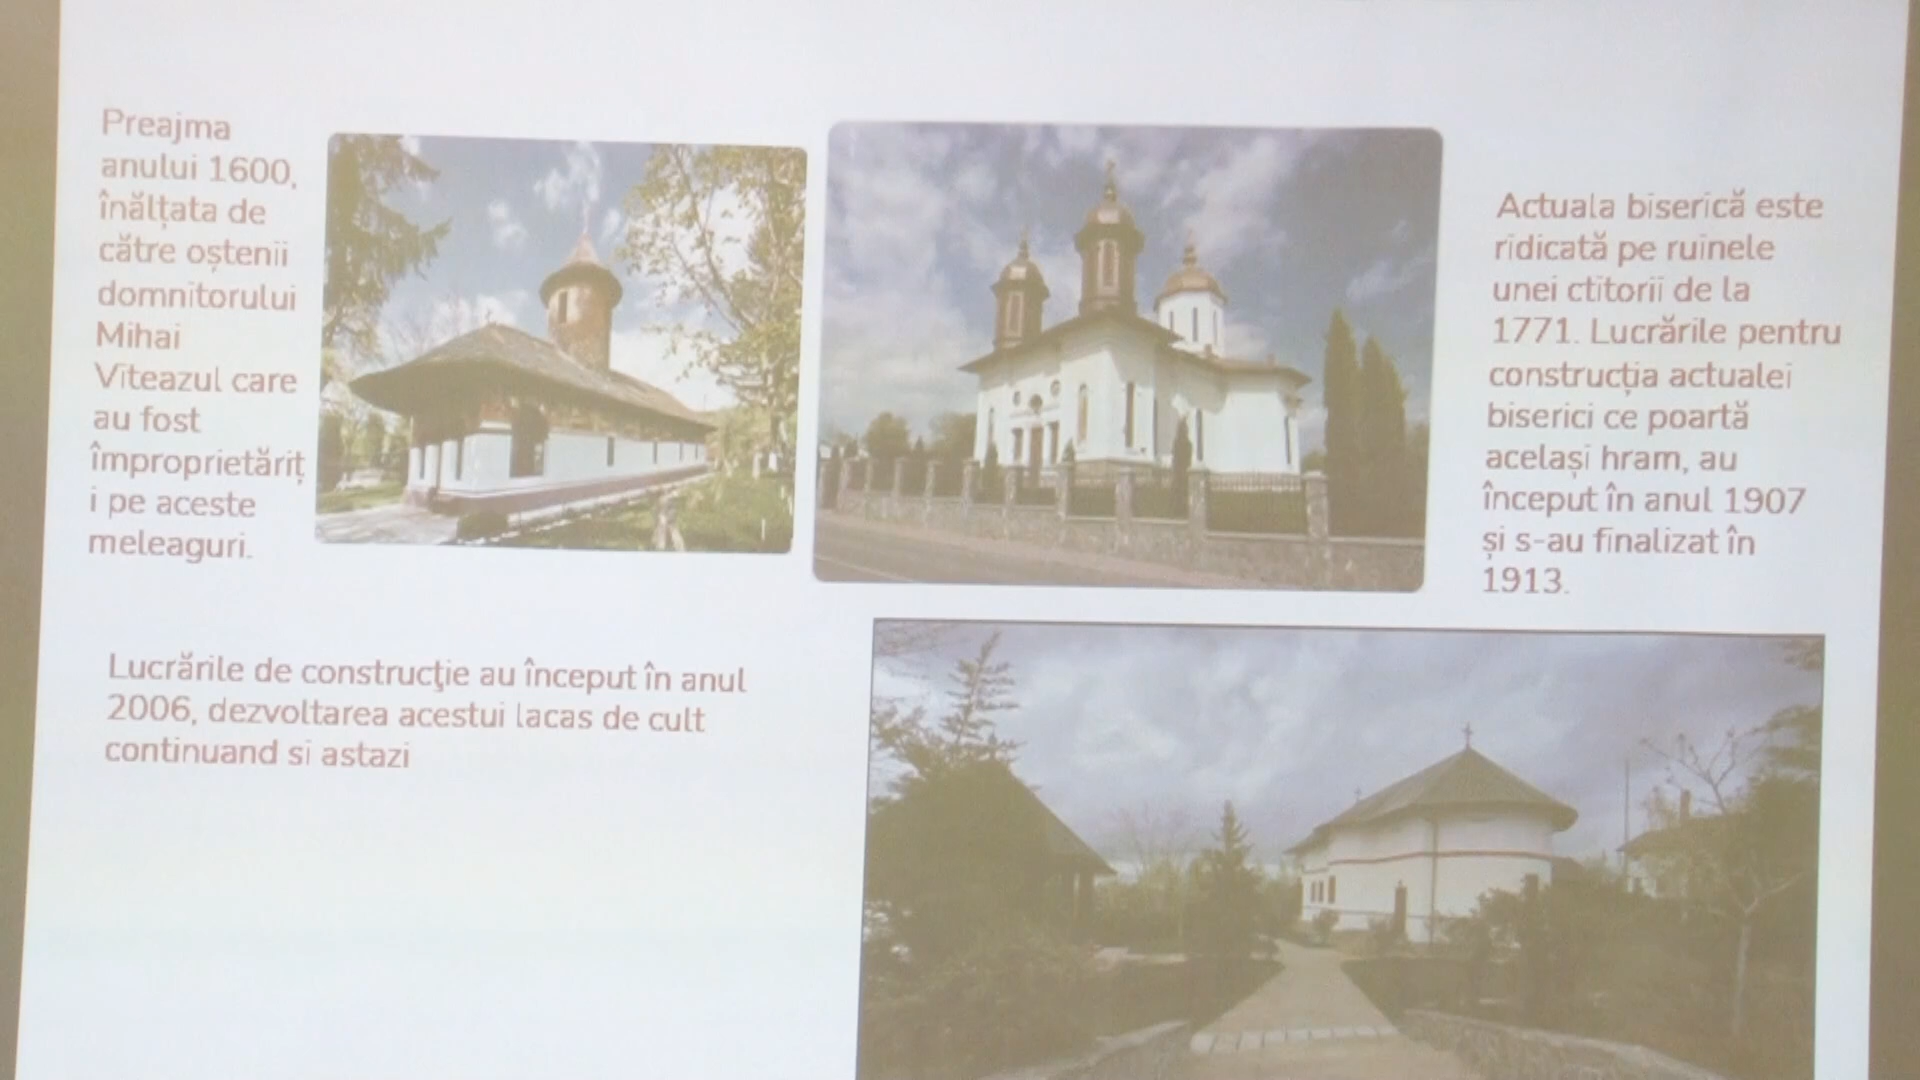 Preajma
anului 1600,
înălțata de
către oștenii
domnitorului
Mihai
Viteazul care
au fost
împroprietăriț
i pe aceste
meleaguri.
Actuala biserică este
ridicată pe ruinele
unei ctitorii de la
1771. Lucrările pentru
construcția actualei
biserici ce poartă
același hram, au
început în anul 1907
și s-au finalizat în
1913.
Lucrările de construcţie au început în anul
2006, dezvoltarea acestui lacas de cult
continuand si astazi